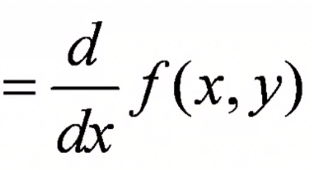 = d/dx f(x, y)